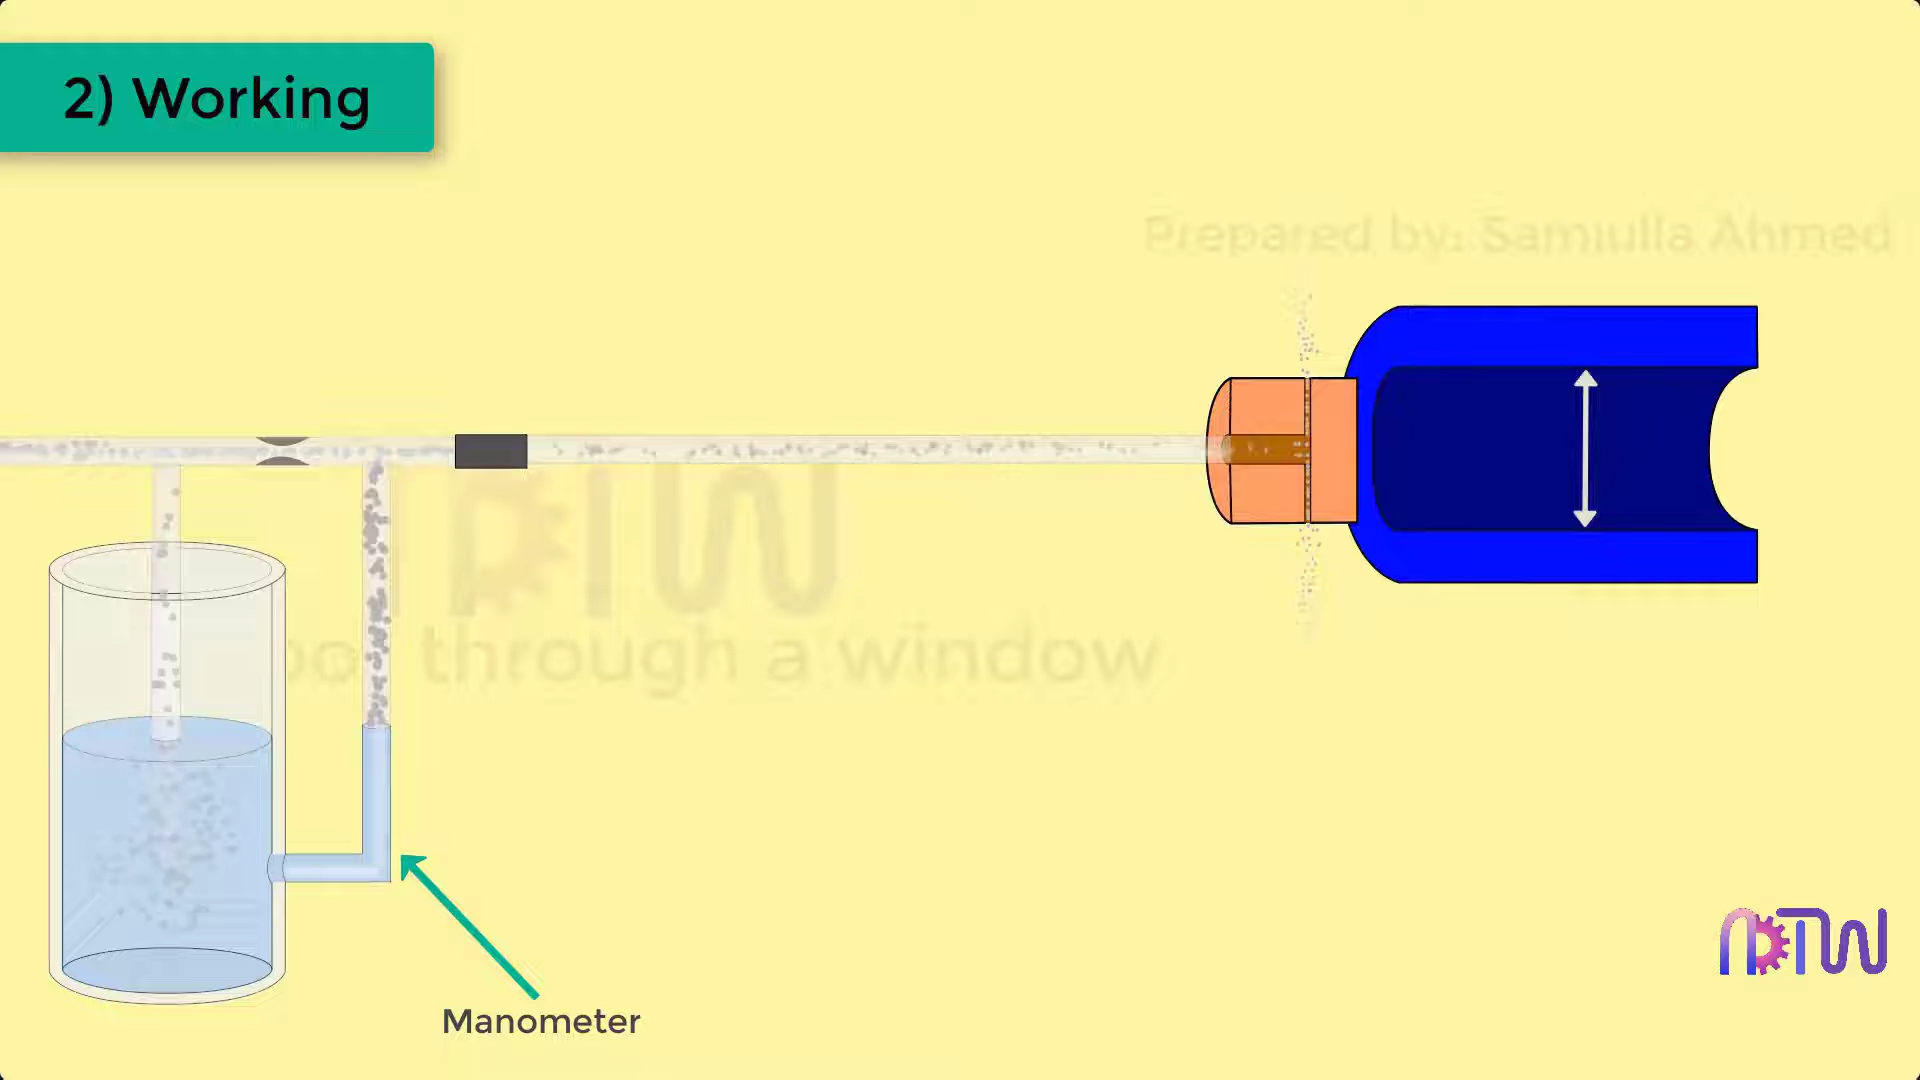 2) Working
Prepared by: Samiulla Ahmed
through a window
Manometer